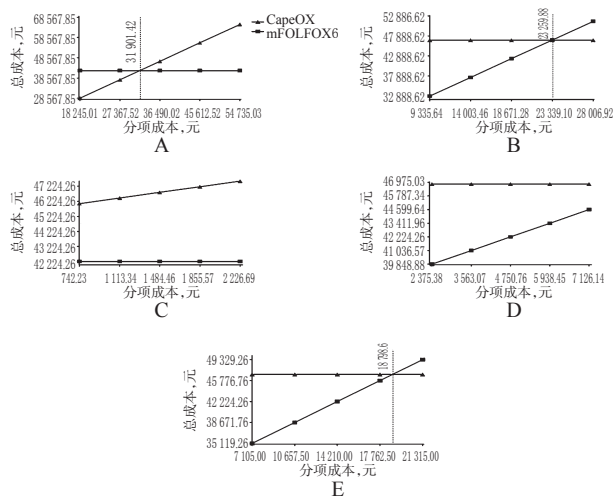 总成本，元
68 567.85
58 567.85
48 567.85
38 568.85
28 567.85
31 901.42
18 245.01 27 367.52 36 490.02 45 612.52 54 735.03
分项成本，元
A
CapeOX
mFOLFOX6
总成本，元
52 886.62
47 888.62
42 888.62
37 888.62
32 888.62
23 259.88
9 335.64 14 003.46 18 671.28 23 339.10 28 006.92
分项成本，元
B
总成本，元
47 224.26
46 224.26
45 224.26
44 224.26
43 224.26
42 224.26
742.23 1 113.34 1 484.46 1 855.57 2 226.69
分项成本，元
C
总成本，元
46 975.03
45 787.34
44 599.64
43 411.96
42 224.26
41 036.57
39 848.88
2 375.38 3 563.07 4 750.76 5 938.45 7 126.14
分项成本，元
D
总成本，元
49 329.26
45 776.76
42 224.26
38 671.76
35 119.26
18 798.6
7 105.00 10 657.50 14 210.00 17 762.50 21 315.00
分项成本，元
E